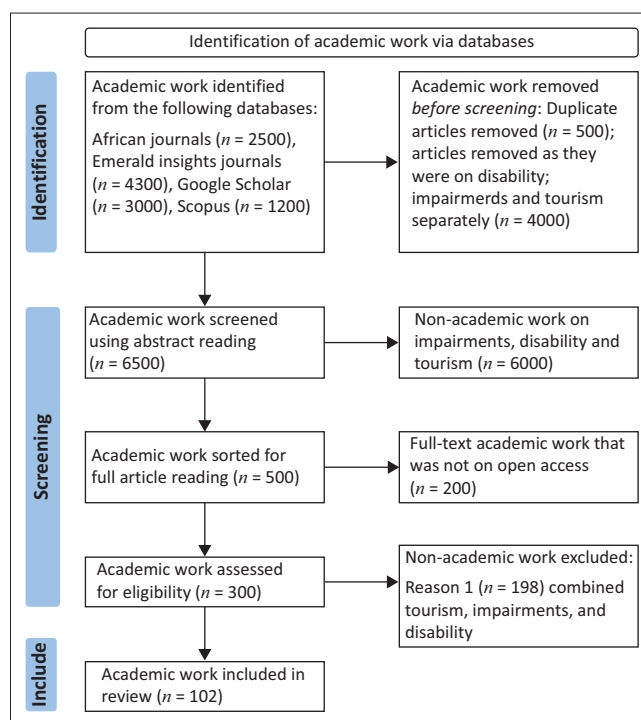 Identification of academic work via databases
Identification
Academic work identified
from the following databases:
African journals (n = 2500),
Emerald insights journals
(n = 4300), Google Scholar
(n = 3000), Scopus (n = 1200)
Academic work removed
before screening: Duplicate
articles removed (n = 500);
articles removed as they
were on disability;
impairmerds and tourism
separately (n = 4000)
Screening
Academic work screened
using abstract reading
(n = 6500)
Non-academic work on
impairments, disability and
tourism (n = 6000)
Academic work sorted for
full article reading (n = 500)
Full-text academic work that
was not on open access
(n = 200)
Academic work assessed
for eligibility (n = 300)
Non-academic work excluded:
Reason 1 (n = 198) combined
tourism, impairments, and
disability
Include
Academic work included in
review (n = 102)